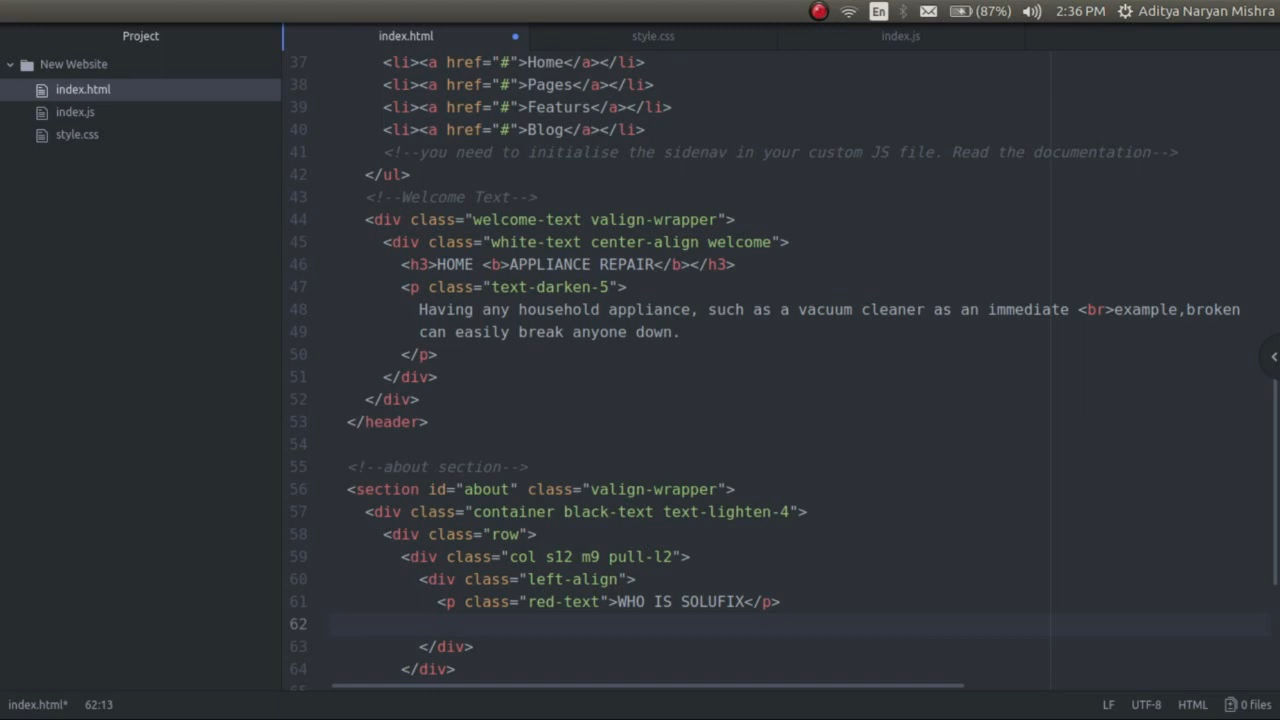 En (87%) 2:36 PM Aditya Naryan Mishra
Project index.html style.css index.js
New Website
index.html
index.js
style.css
37 <li><a href="#">Home</a></li>
38 <li><a href="#">Pages</a></li>
39 <li><a href="#">Featurs</a></li>
40 <li><a href="#">Blog</a></li>
41 <!--you need to initialise the sidenav in your custom JS file. Read the documentation-->
42 </ul>
43 <!--Welcome Text-->
44 <div class="welcome-text valign-wrapper">
45 <div class="white-text center-align welcome">
46 <h3>HOME <b>APPLIANCE REPAIR</b></h3>
47 <p class="text-darken-5">
48 Having any household appliance, such as a vacuum cleaner as an immediate <br>example,broken
49 can easily break anyone down.
50 </p>
51 </div>
52 </div>
53 </header>
54
55 <!--about section-->
56 <section id="about" class="valign-wrapper">
57 <div class="container black-text text-lighten-4">
58 <div class="row">
59 <div class="col s12 m9 pull-l2">
60 <div class="left-align">
61 <p class="red-text">WHO IS SOLUFIX</p>
62
63 </div>
64 </div>
index.html* 62:13 LF UTF-8 HTML 0 files